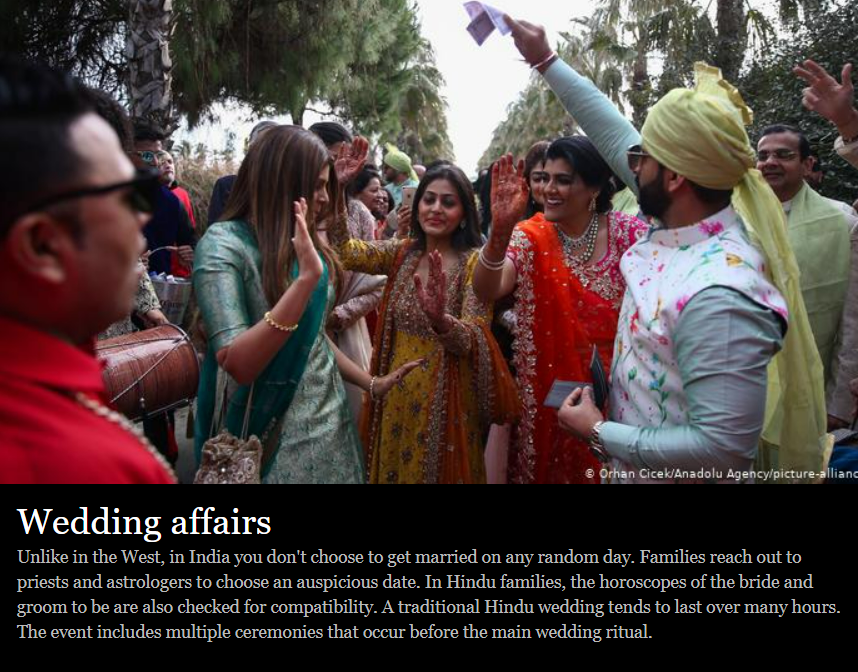 © Orhan Cicek/Anadolu Agency/picture-allianc
Wedding affairs
Unlike in the West, in India you don't choose to get married on any random day. Families reach out to
priests and astrologers to choose an auspicious date. In Hindu families, the horoscopes of the bride and
groom to be are also checked for compatibility. A traditional Hindu wedding tends to last over many hours.
The event includes multiple ceremonies that occur before the main wedding ritual.